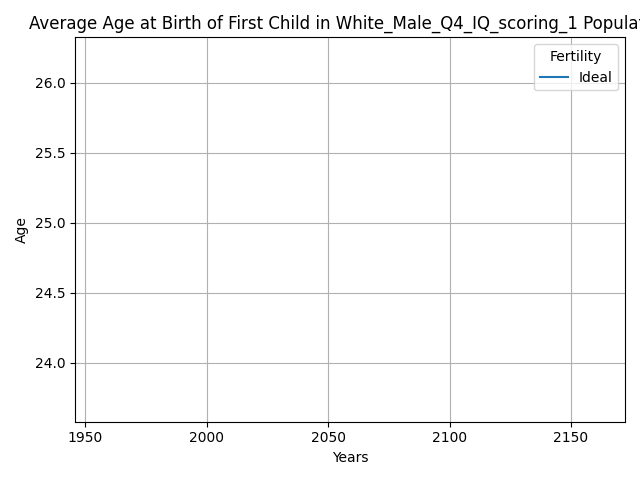 Average Age at Birth of First Child in White_Male_Q4_IQ_scoring_1 Populat
Fertility
Ideal
26.0
25.5
25.0
24.5
24.0
Age
1950 2000 2050 2100 2150
Years